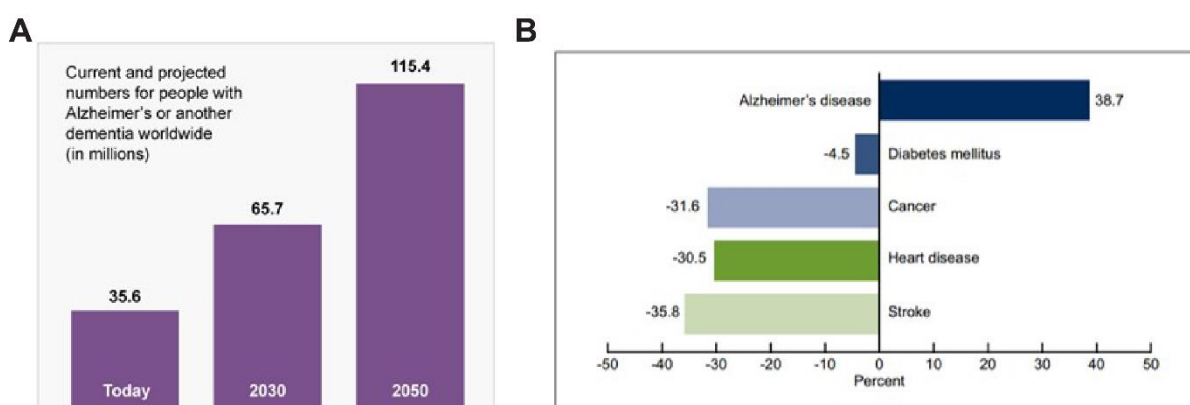 A
Current and projected
numbers for people with
Alzheimer's or another
dementia worldwide
(in millions)
35.6
65.7
115.4
Today
2030
2050
B
Alzheimer's disease 38.7
-4.5 Diabetes mellitus
-31.6 Cancer
-30.5 Heart disease
-35.8 Stroke
-50 -40 -30 -20 -10 0 10 20 30 40 50
Percent